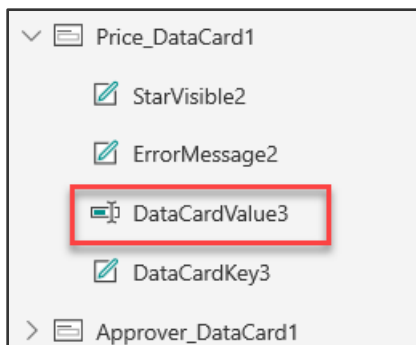 Price_DataCard1
StarVisible2
ErrorMessage2
DataCardValue3
DataCardKey3
Approver_DataCard1